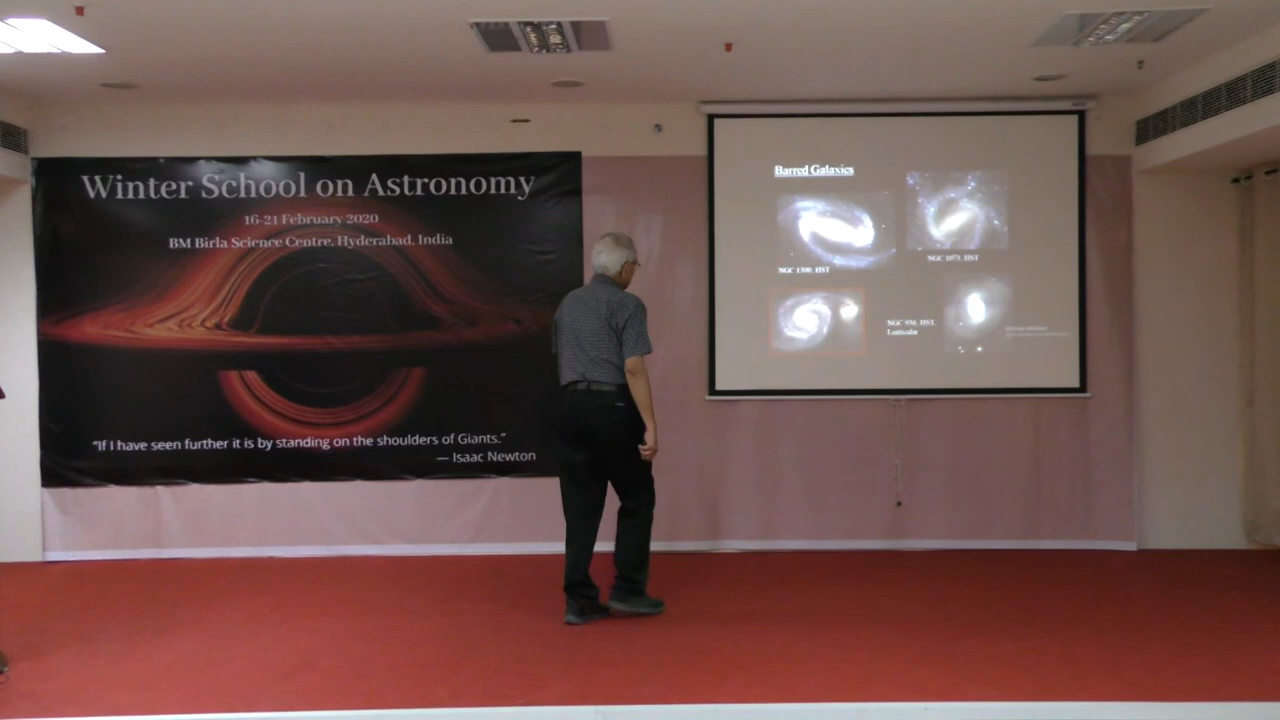 Winter School on Astronomy
16-21 February 2020
BM Birla Science Centre, Hyderabad, India
“If I have seen further it is by standing on the shoulders of Giants.”
— Isaac Newton
Barred Galaxies
NGC 1300, HST
NGC 1073, HST
NGC 936, HST,
Lenticular